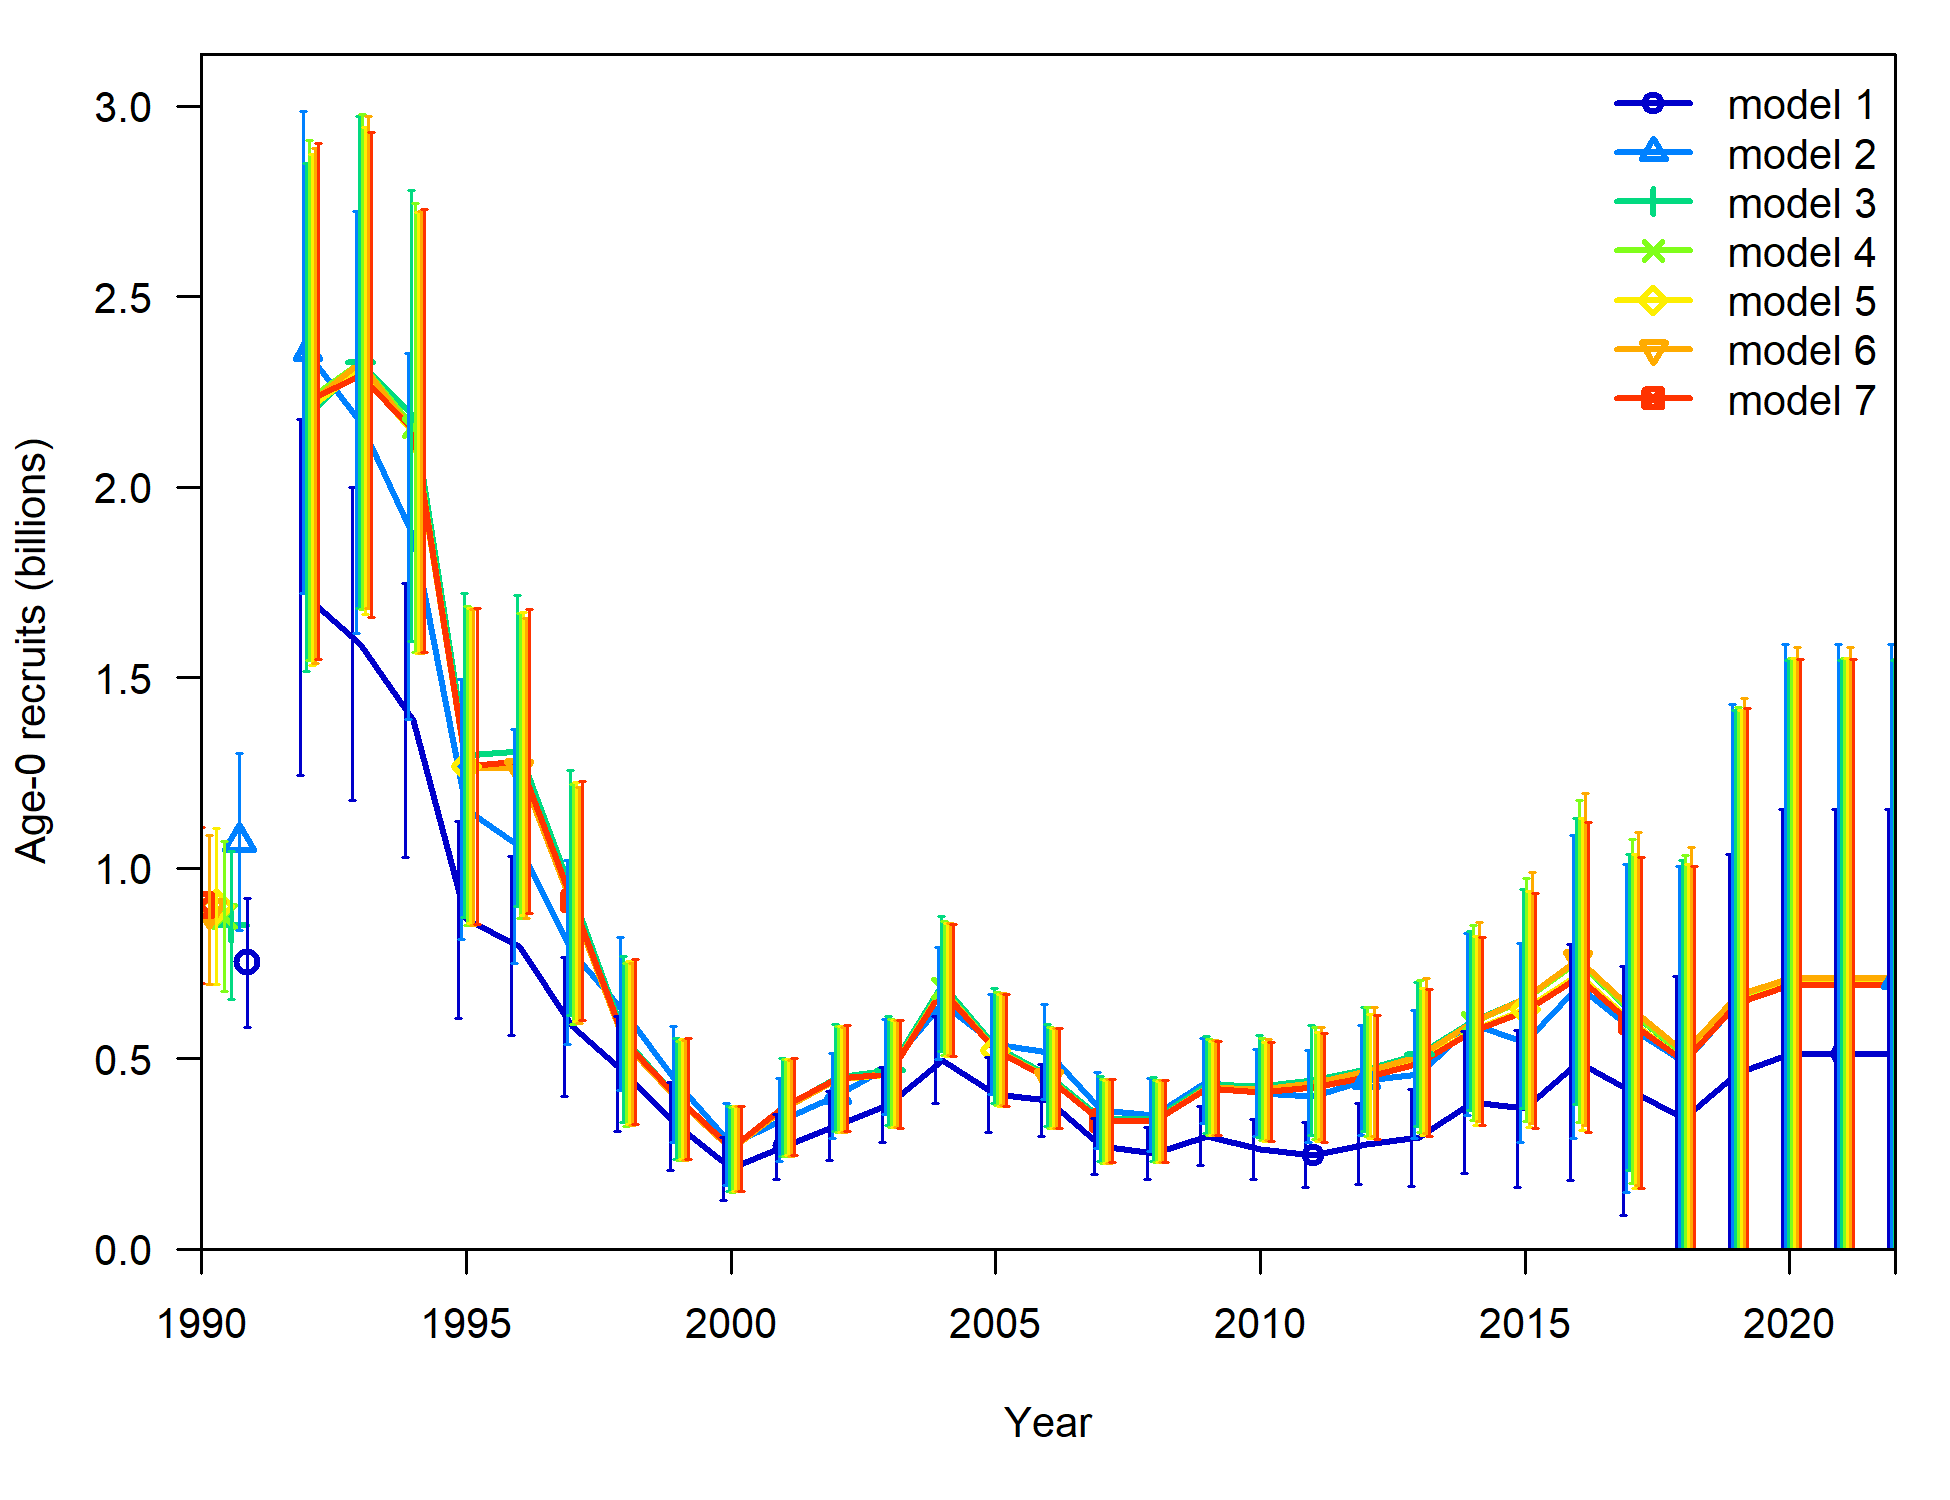 3.0
2.5
2.0
1.5
1.0
0.5
0.0
Age-0 recruits (billions)
model 1
model 2
model 3
model 4
model 5
model 6
model 7
1990 1995 2000 2005 2010 2015 2020
Year